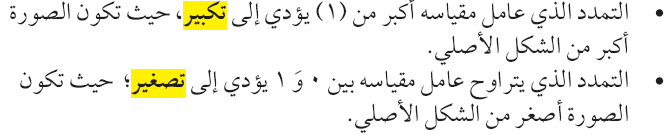 • التمدد الذي عامل مقياسه أكبر من (١) يؤدي إلى تكبير، حيث تكون الصورة
أكبر من الشكل الأصلي.
• التمدد الذي يتراوح عامل مقياسه بين ٠ وَ ١ يؤدي إلى تصغير؛ حيث تكون
الصورة أصغر من الشكل الأصلي.